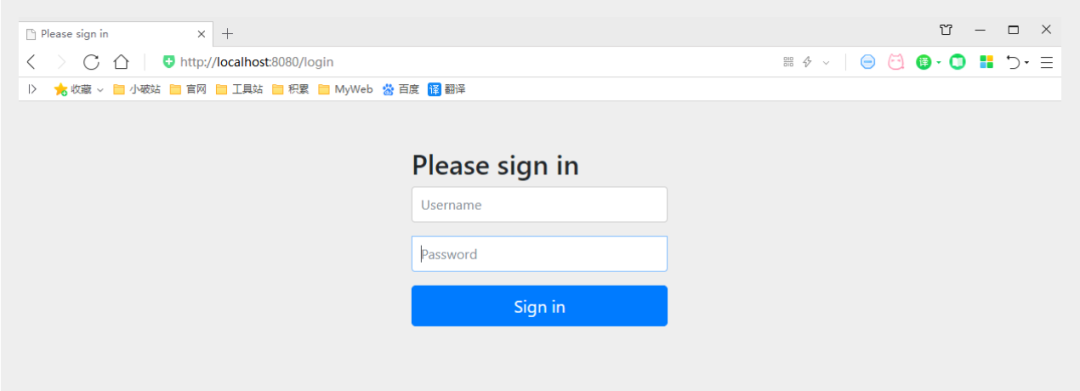 Please sign in
http://localhost:8080/login
收藏 小破站 官网 工具站 积累 MyWeb 百度 译 翻译
Please sign in
Username
Password
Sign in